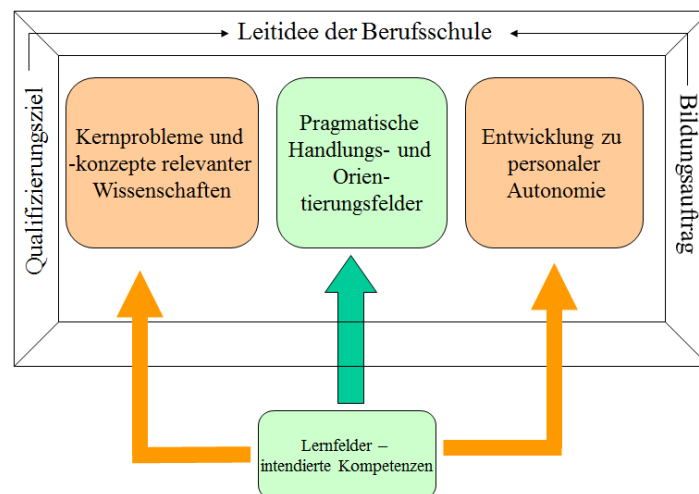 Leitidee der Berufsschule
Qualifizierungsziel
Kernprobleme und
-konzepte relevanter
Wissenschaften
Pragmatische
Handlungs- und
Orien-
tierungsfelder
Entwicklung zu
personaler
Autonomie
Bildungsauftrag
Lernfelder –
intendierte Kompetenzen